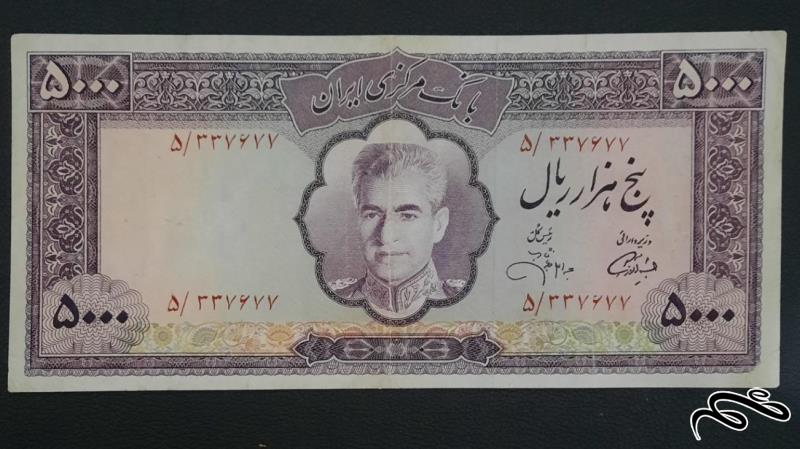 ۵۰۰۰ بانک مرکزی ایران ۵۰۰۰
۵/۳۳۷۶۷۷ ۵/۳۳۷۶۷۷
پنج هزار ریال
وزیر دارائی رئیس کل
۵/۳۳۷۶۷۷ ۵/۳۳۷۶۷۷
۵۰۰۰ ۵۰۰۰